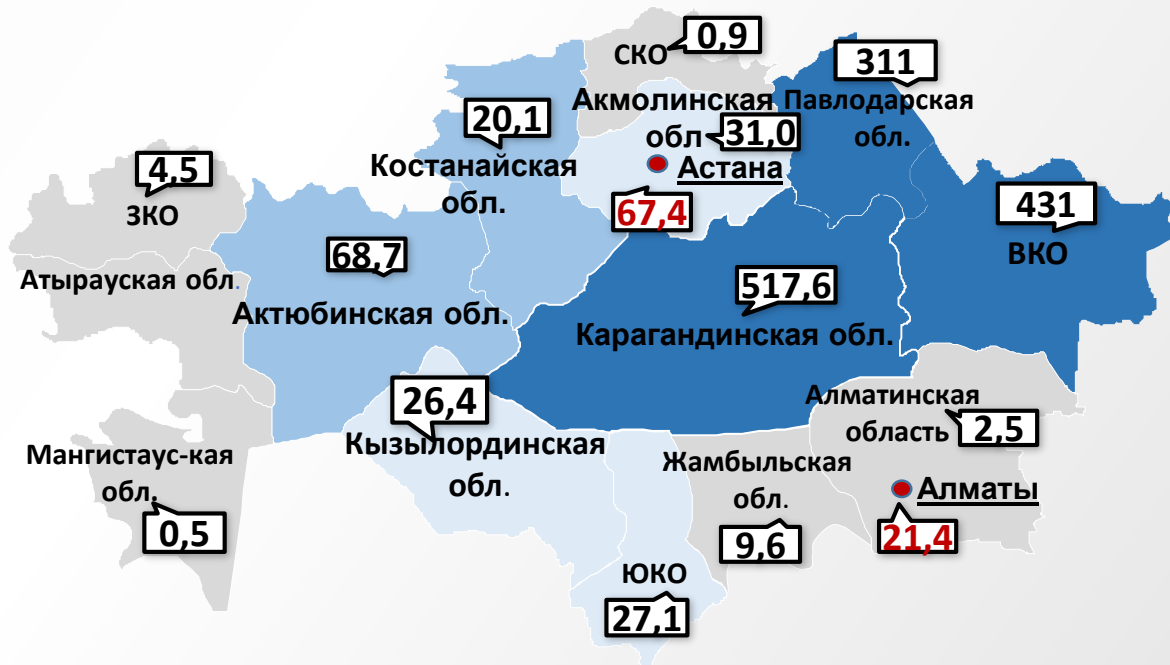 СКО
0,9
311
Акмолинская
обл
31,0
Павлодарская
обл.
20,1
Костанайская
обл.
Астана
67,4
4,5
ЗКО
431
ВКО
68,7
Атырауская обл.
Актюбинская обл.
517,6
Карагандинская обл.
26,4
Кызылординская
обл.
Алматинская
область
2,5
Мангистаус-кая
обл.
0,5
Жамбыльская
обл.
9,6
Алматы
21,4
ЮКО
27,1